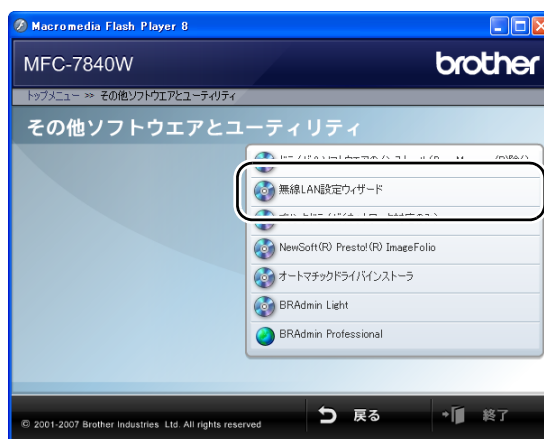 Macromedia Flash Player 8
MFC-7840W
brother
トップメニュー >> その他ソフトウエアとユーティリティ
その他ソフトウエアとユーティリティ
無線LAN設定ウィザード
NewSoft(R) Presto!(R) ImageFolio
オートマチックドライバインストーラ
BRAdmin Light
BRAdmin Professional
© 2001-2007 Brother Industries Ltd. All rights reserved
戻る
終了